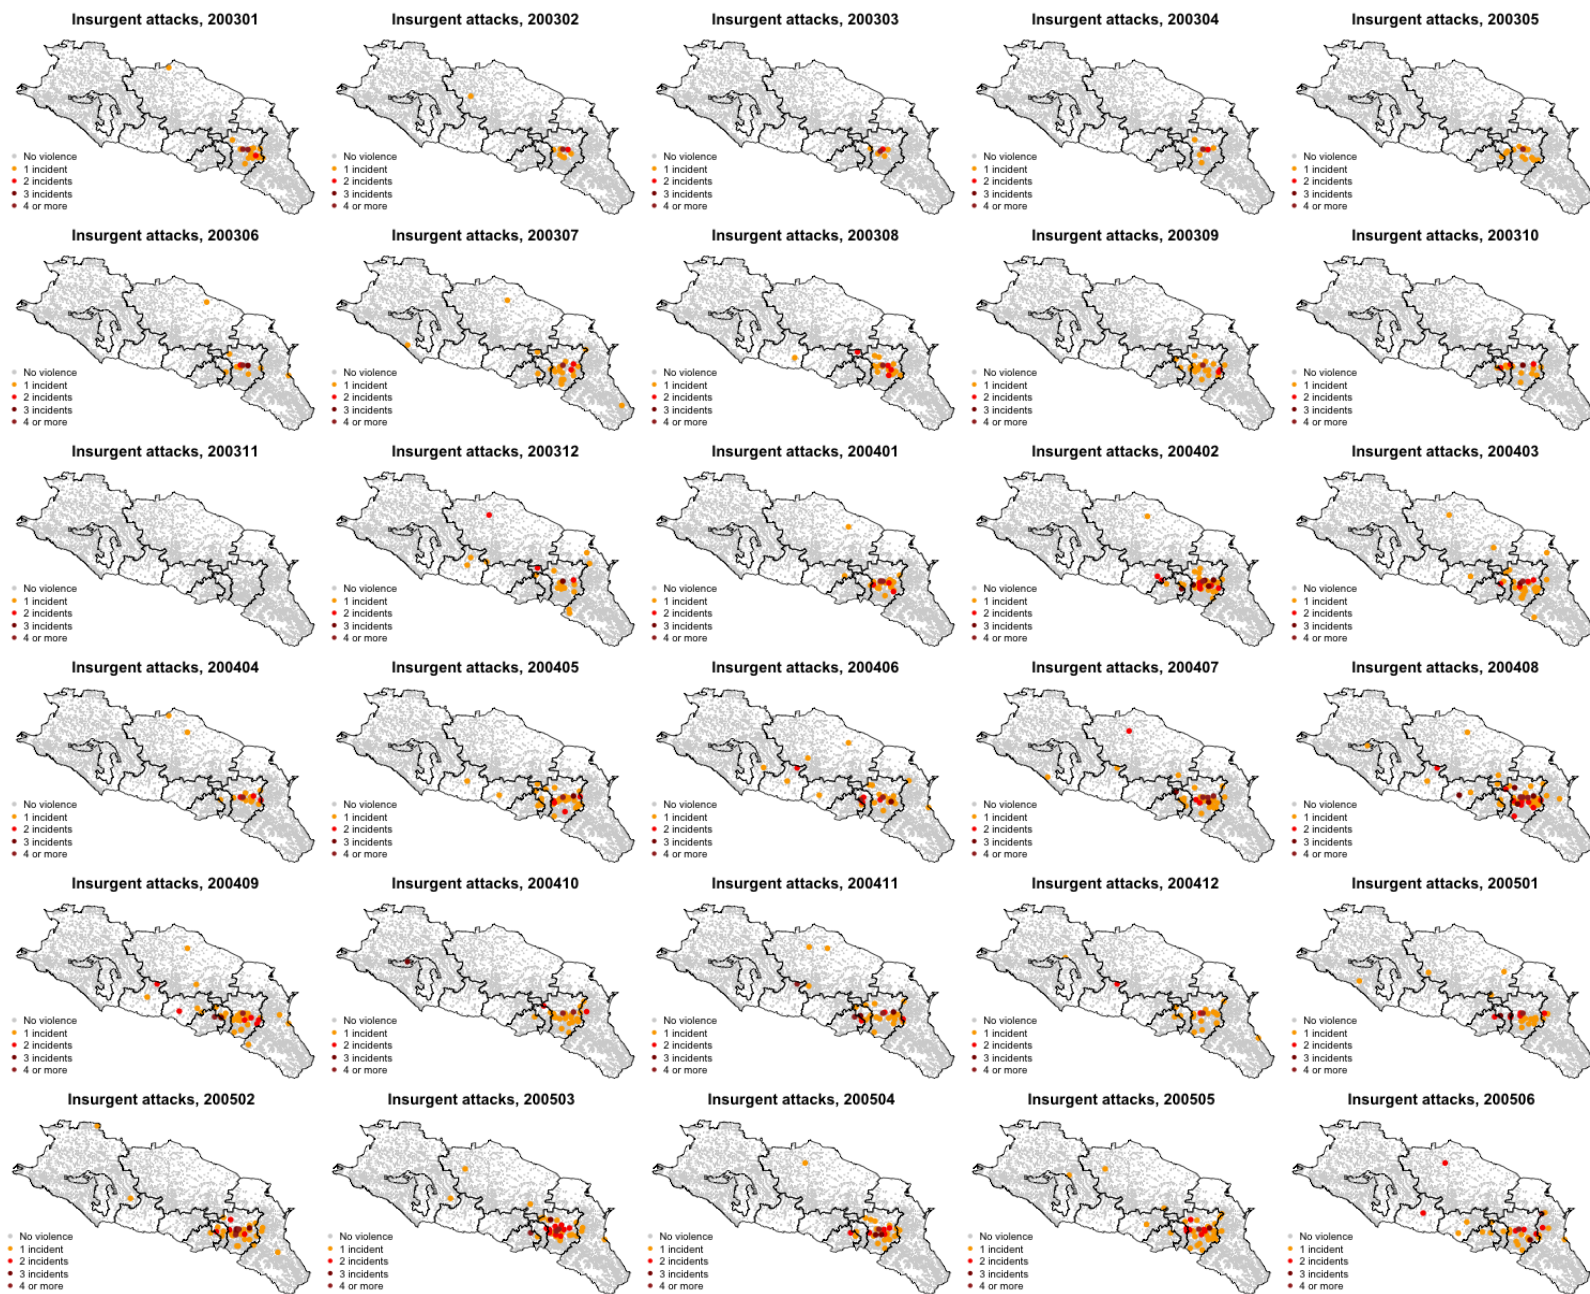 Insurgent attacks, 200301
No violence
1 incident
2 incidents
3 incidents
4 or more
Insurgent attacks, 200302
No violence
1 incident
2 incidents
3 incidents
4 or more
Insurgent attacks, 200303
No violence
1 incident
2 incidents
3 incidents
4 or more
Insurgent attacks, 200304
No violence
1 incident
2 incidents
3 incidents
4 or more
Insurgent attacks, 200305
No violence
1 incident
2 incidents
3 incidents
4 or more
Insurgent attacks, 200306
No violence
1 incident
2 incidents
3 incidents
4 or more
Insurgent attacks, 200307
No violence
1 incident
2 incidents
3 incidents
4 or more
Insurgent attacks, 200308
No violence
1 incident
2 incidents
3 incidents
4 or more
Insurgent attacks, 200309
No violence
1 incident
2 incidents
3 incidents
4 or more
Insurgent attacks, 200310
No violence
1 incident
2 incidents
3 incidents
4 or more
Insurgent attacks, 200311
No violence
1 incident
2 incidents
3 incidents
4 or more
Insurgent attacks, 200312
No violence
1 incident
2 incidents
3 incidents
4 or more
Insurgent attacks, 200401
No violence
1 incident
2 incidents
3 incidents
4 or more
Insurgent attacks, 200402
No violence
1 incident
2 incidents
3 incidents
4 or more
Insurgent attacks, 200403
No violence
1 incident
2 incidents
3 incidents
4 or more
Insurgent attacks, 200404
No violence
1 incident
2 incidents
3 incidents
4 or more
Insurgent attacks, 200405
No violence
1 incident
2 incidents
3 incidents
4 or more
Insurgent attacks, 200406
No violence
1 incident
2 incidents
3 incidents
4 or more
Insurgent attacks, 200407
No violence
1 incident
2 incidents
3 incidents
4 or more
Insurgent attacks, 200408
No violence
1 incident
2 incidents
3 incidents
4 or more
Insurgent attacks, 200409
No violence
1 incident
2 incidents
3 incidents
4 or more
Insurgent attacks, 200410
No violence
1 incident
2 incidents
3 incidents
4 or more
Insurgent attacks, 200411
No violence
1 incident
2 incidents
3 incidents
4 or more
Insurgent attacks, 200412
No violence
1 incident
2 incidents
3 incidents
4 or more
Insurgent attacks, 200501
No violence
1 incident
2 incidents
3 incidents
4 or more
Insurgent attacks, 200502
No violence
1 incident
2 incidents
3 incidents
4 or more
Insurgent attacks, 200503
No violence
1 incident
2 incidents
3 incidents
4 or more
Insurgent attacks, 200504
No violence
1 incident
2 incidents
3 incidents
4 or more
Insurgent attacks, 200505
No violence
1 incident
2 incidents
3 incidents
4 or more
Insurgent attacks, 200506
No violence
1 incident
2 incidents
3 incidents
4 or more